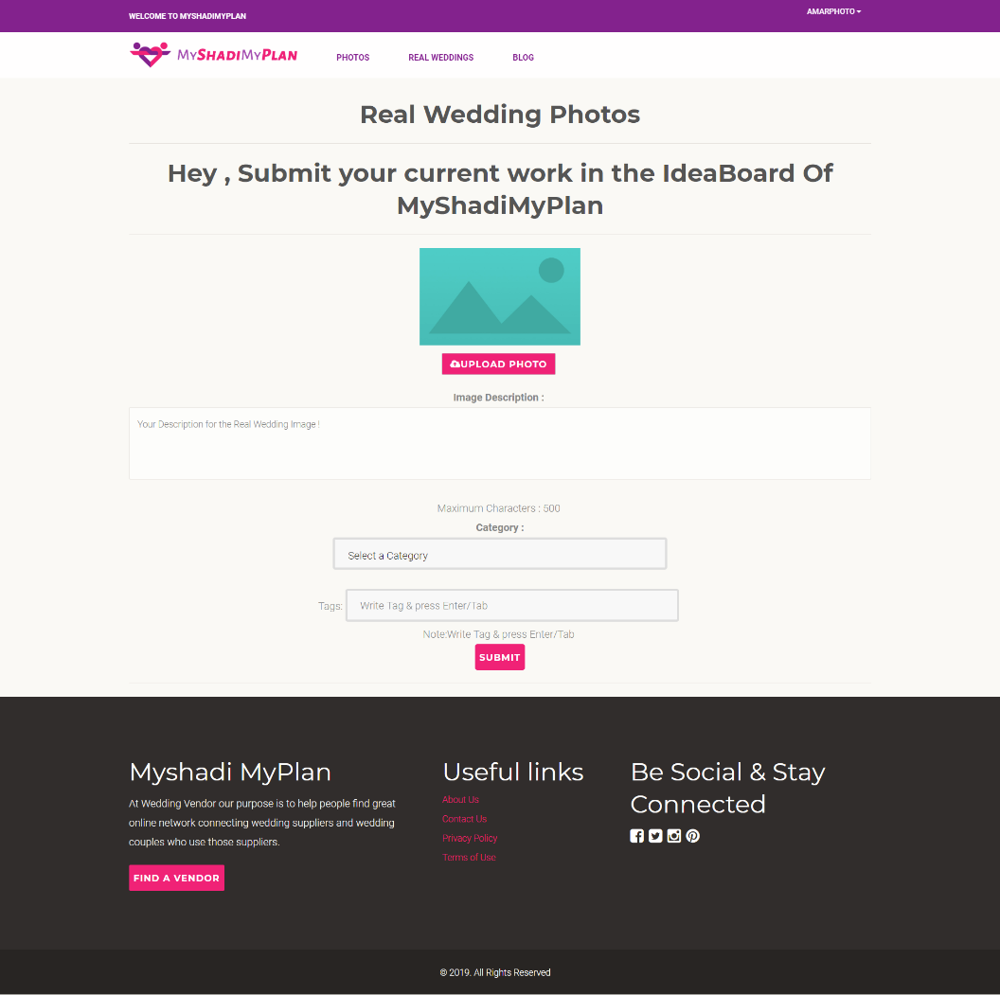 WELCOME TO MYSHADIMYPLAN
AMARPHOTO
MYSHADIMYPLAN
PHOTOS
REAL WEDDINGS
BLOG
Real Wedding Photos
Hey , Submit your current work in the IdeaBoard Of
MyShadiMyPlan
UPLOAD PHOTO
Image Description :
Your Description for the Real Wedding Image !
Maximum Characters : 500
Category :
Select a Category
Tags: Write Tag & press Enter/Tab
Note:Write Tag & press Enter/Tab
SUBMIT
Myshadi MyPlan
At Wedding Vendor our purpose is to help people find great
online network connecting wedding suppliers and wedding
couples who use those suppliers.
FIND A VENDOR
Useful links
About Us
Contact Us
Privacy Policy
Terms of Use
Be Social & Stay
Connected
© 2019. All Rights Reserved